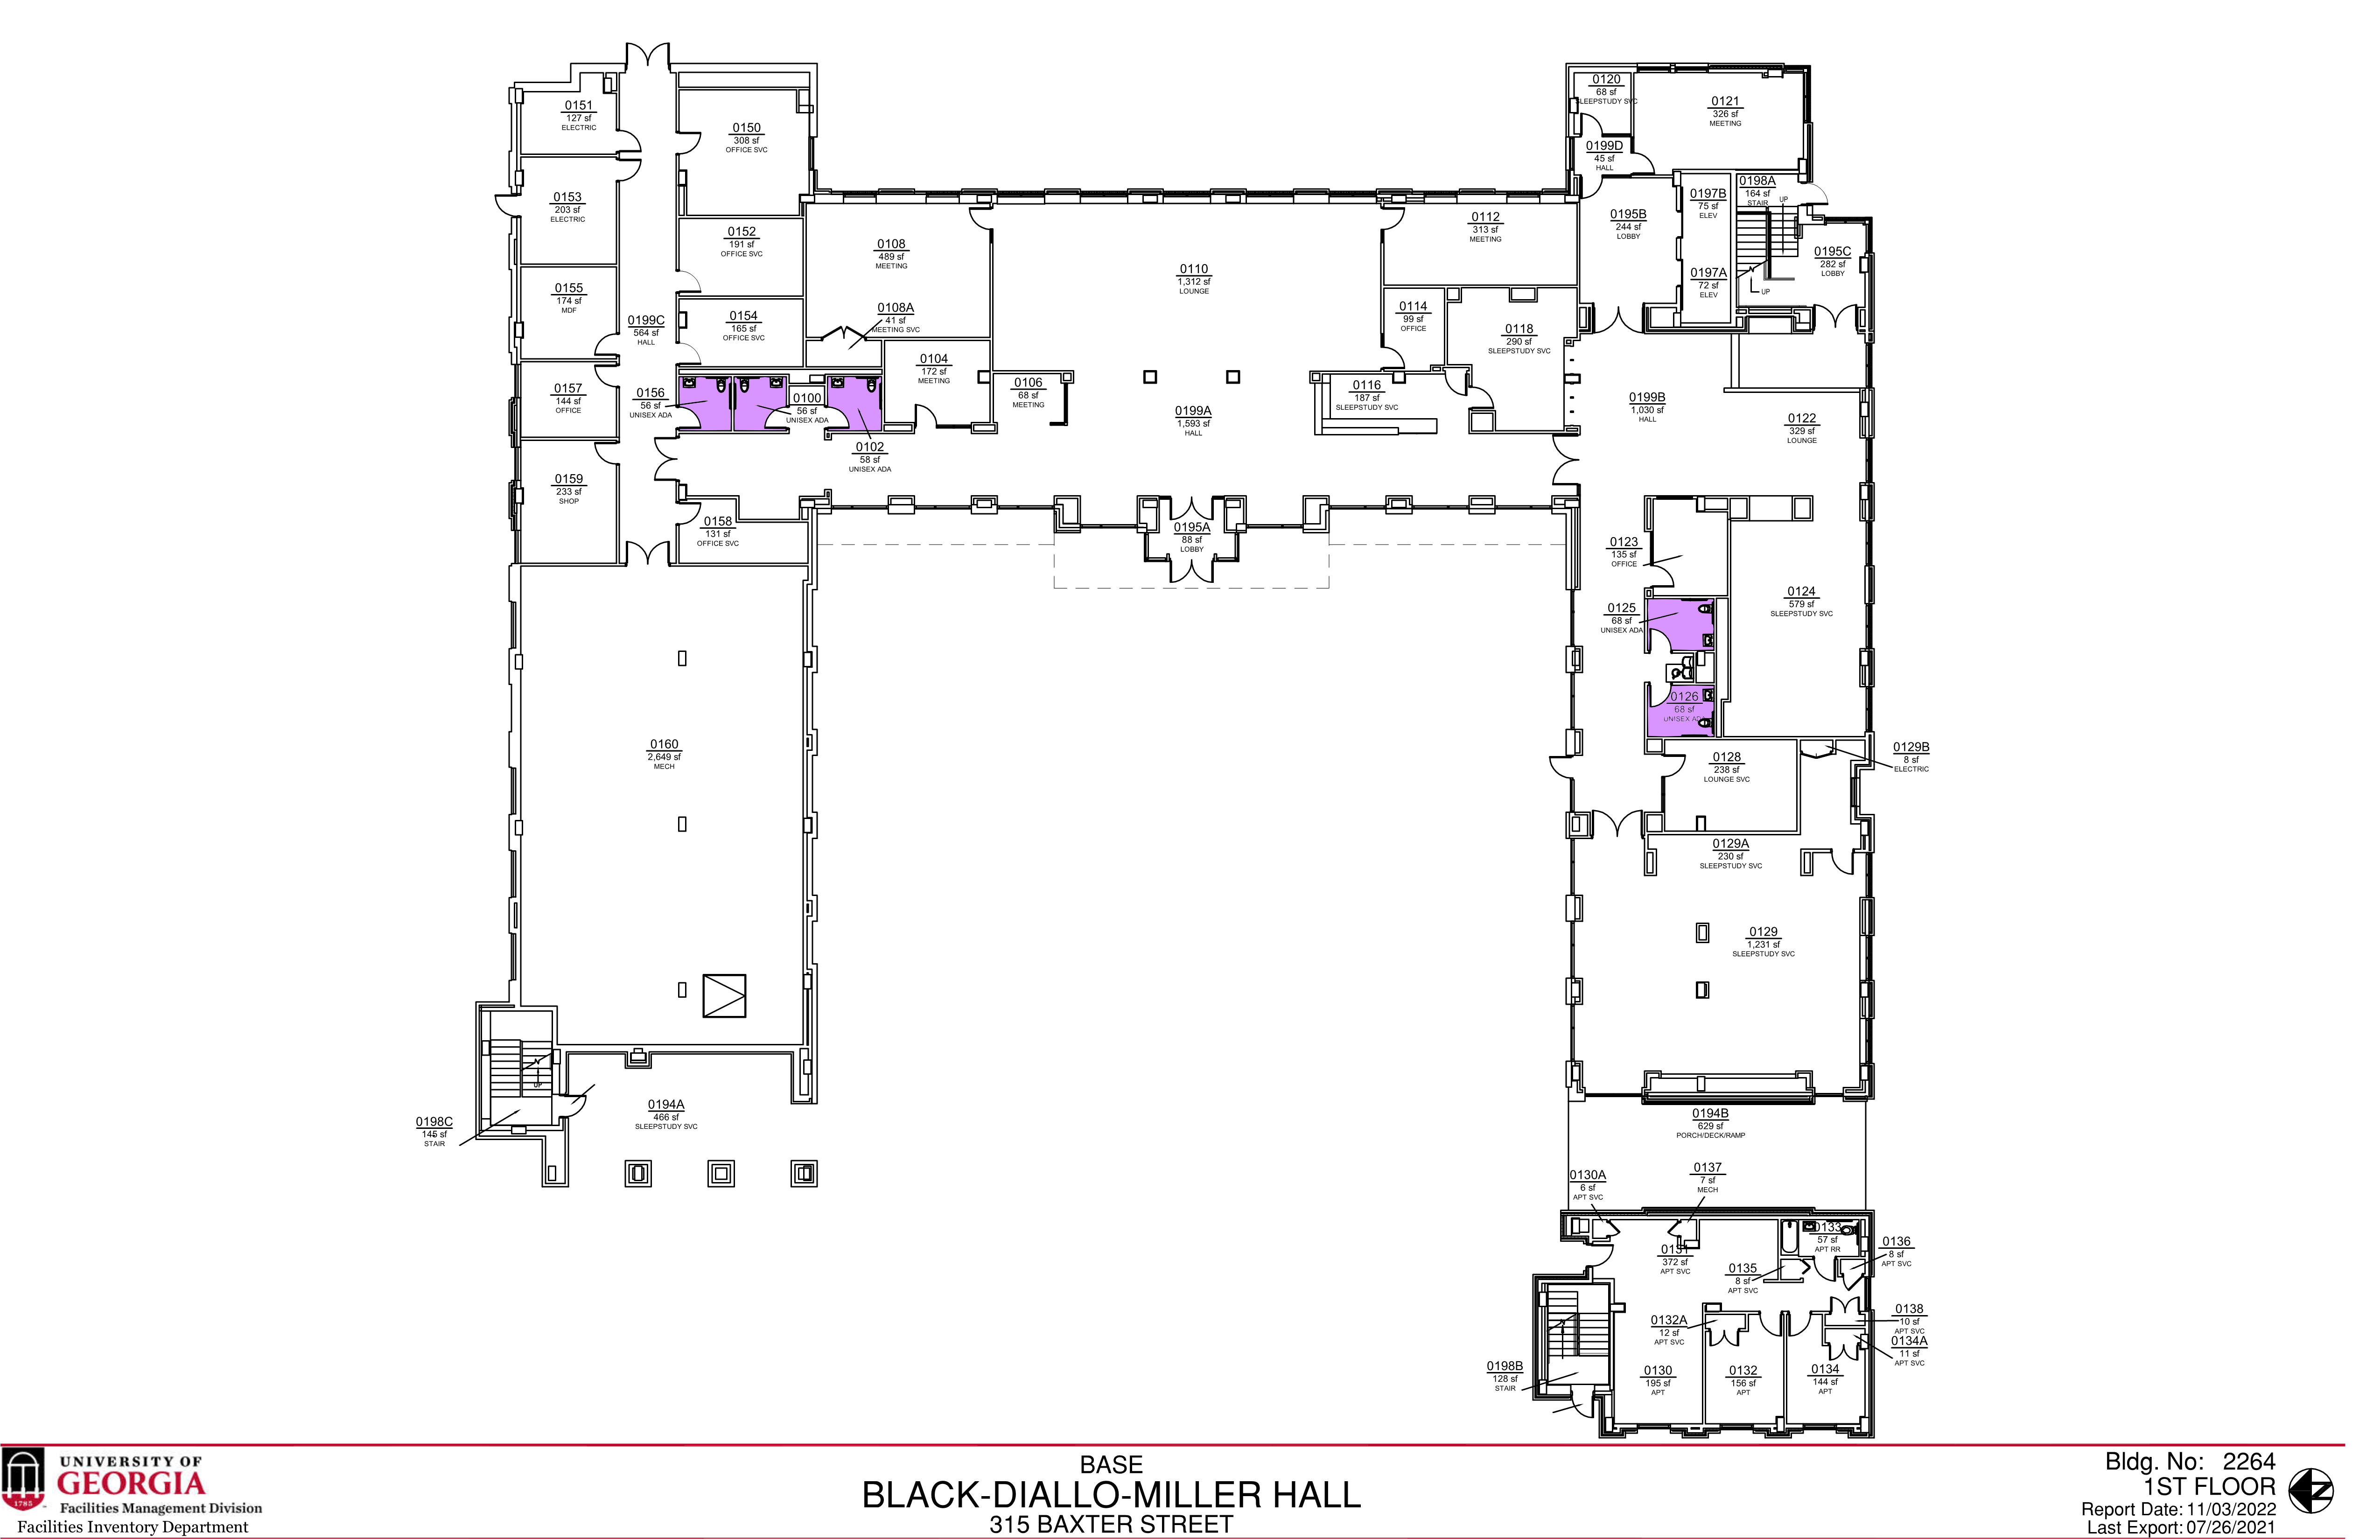 0151
127 sf
ELECTRIC
0150
308 sf
OFFICE SVC
0153
203 sf
ELECTRIC
0152
191 sf
OFFICE SVC
0155
174 sf
MDF
0199C
564 sf
HALL
0154
165 sf
OFFICE SVC
0157
144 sf
OFFICE
0156
56 sf
UNISEX ADA
0100
56 sf
UNISEX ADA
0102
58 sf
UNISEX ADA
0159
233 sf
SHOP
0158
131 sf
OFFICE SVC
0108
489 sf
MEETING
0108A
41 sf
MEETING SVC
0104
172 sf
MEETING
0106
68 sf
MEETING
0110
1,312 sf
LOUNGE
0199A
1,593 sf
HALL
0195A
88 sf
LOBBY
0112
313 sf
MEETING
0114
99 sf
OFFICE
0118
290 sf
SLEEPSTUDY SVC
0116
187 sf
SLEEPSTUDY SVC
0120
68 sf
SLEEPSTUDY SVC
0121
326 sf
MEETING
0199D
45 sf
HALL
0195B
244 sf
LOBBY
0197B
75 sf
ELEV
0197A
72 sf
ELEV
0198A
164 sf
STAIR
UP
UP
0195C
282 sf
LOBBY
0199B
1,030 sf
HALL
0122
329 sf
LOUNGE
0123
135 sf
OFFICE
0125
68 sf
UNISEX ADA
0124
579 sf
SLEEPSTUDY SVC
0126
68 sf
UNISEX ADA
0128
238 sf
LOUNGE SVC
0129B
8 sf
ELECTRIC
0129A
230 sf
SLEEPSTUDY SVC
0129
1,231 sf
SLEEPSTUDY SVC
0160
2,649 sf
MECH
UP
0198C
145 sf
STAIR
0194A
466 sf
SLEEPSTUDY SVC
0194B
629 sf
PORCH/DECK/RAMP
0130A
6 sf
APT SVC
0137
7 sf
MECH
0131
372 sf
APT SVC
0133
57 sf
APT RR
0136
8 sf
APT SVC
0135
8 sf
APT SVC
0138
10 sf
APT SVC
0132A
12 sf
APT SVC
0134A
11 sf
APT SVC
0198B
128 sf
STAIR
0130
195 sf
APT
0132
156 sf
APT
0134
144 sf
APT
1785
UNIVERSITY OF
GEORGIA
Facilities Management Division
Facilities Inventory Department
BASE
BLACK-DIALLO-MILLER HALL
315 BAXTER STREET
Bldg. No: 2264
1ST FLOOR
Report Date: 11/03/2022
Last Export: 07/26/2021
N